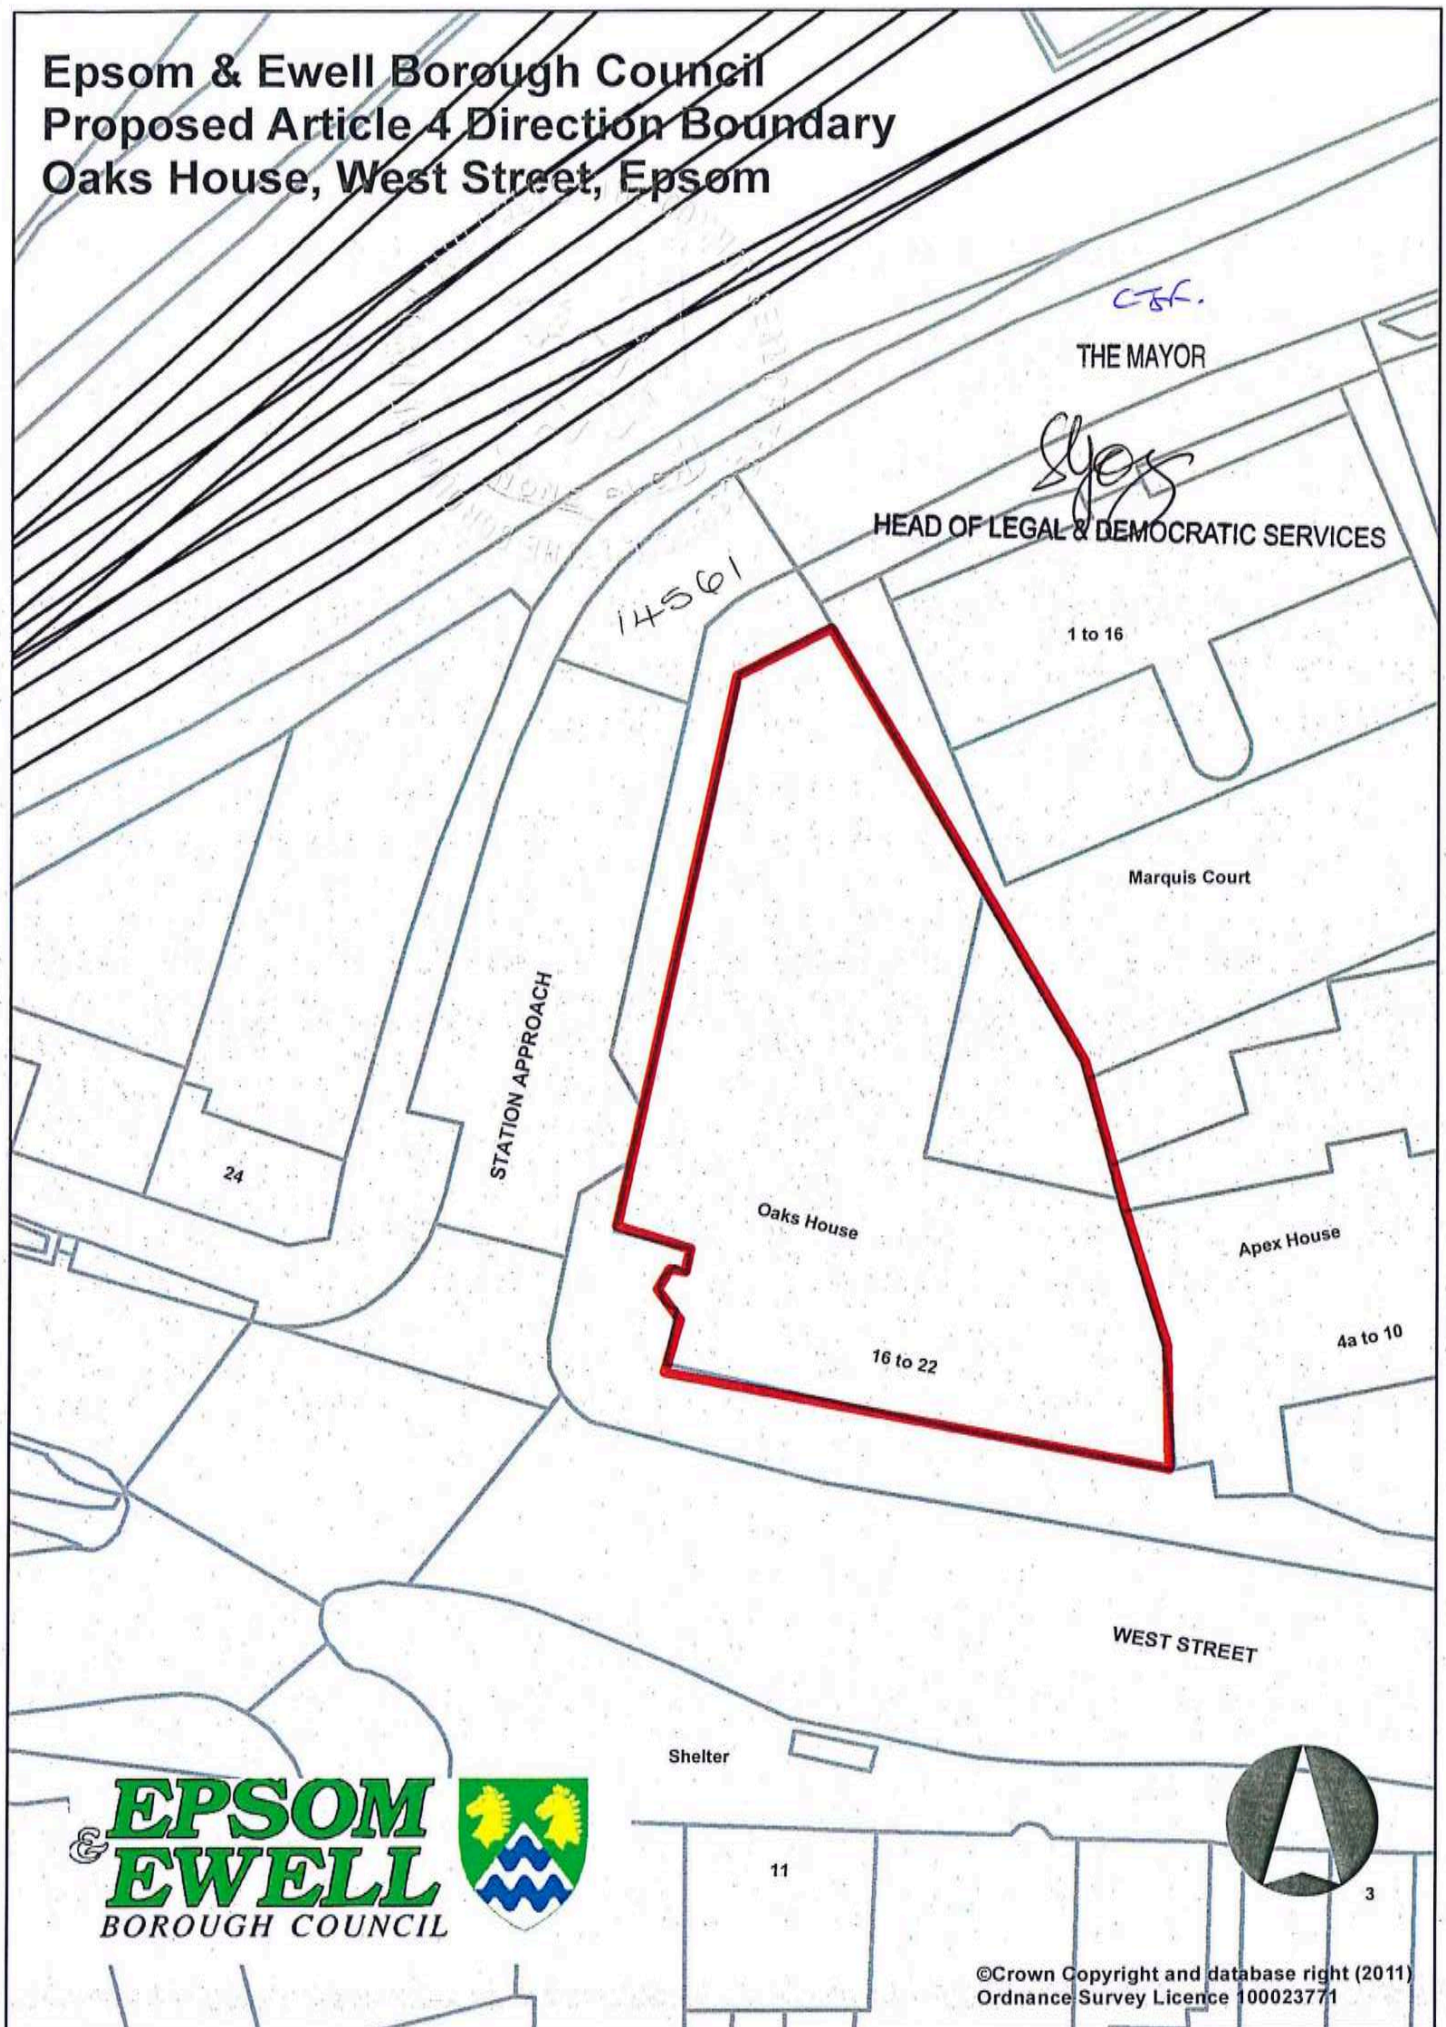 Epsom & Ewell Borough Council
Proposed Article 4 Direction Boundary
Oaks House, West Street, Epsom
THE MAYOR
HEAD OF LEGAL & DEMOCRATIC SERVICES
14561
1 to 16
Marquis Court
STATION APPROACH
24
Oaks House
Apex House
4a to 10
16 to 22
WEST STREET
Shelter
EPSOM
& EWELL
BOROUGH COUNCIL
11
3
©Crown Copyright and database right (2011)
Ordnance Survey Licence 100023771